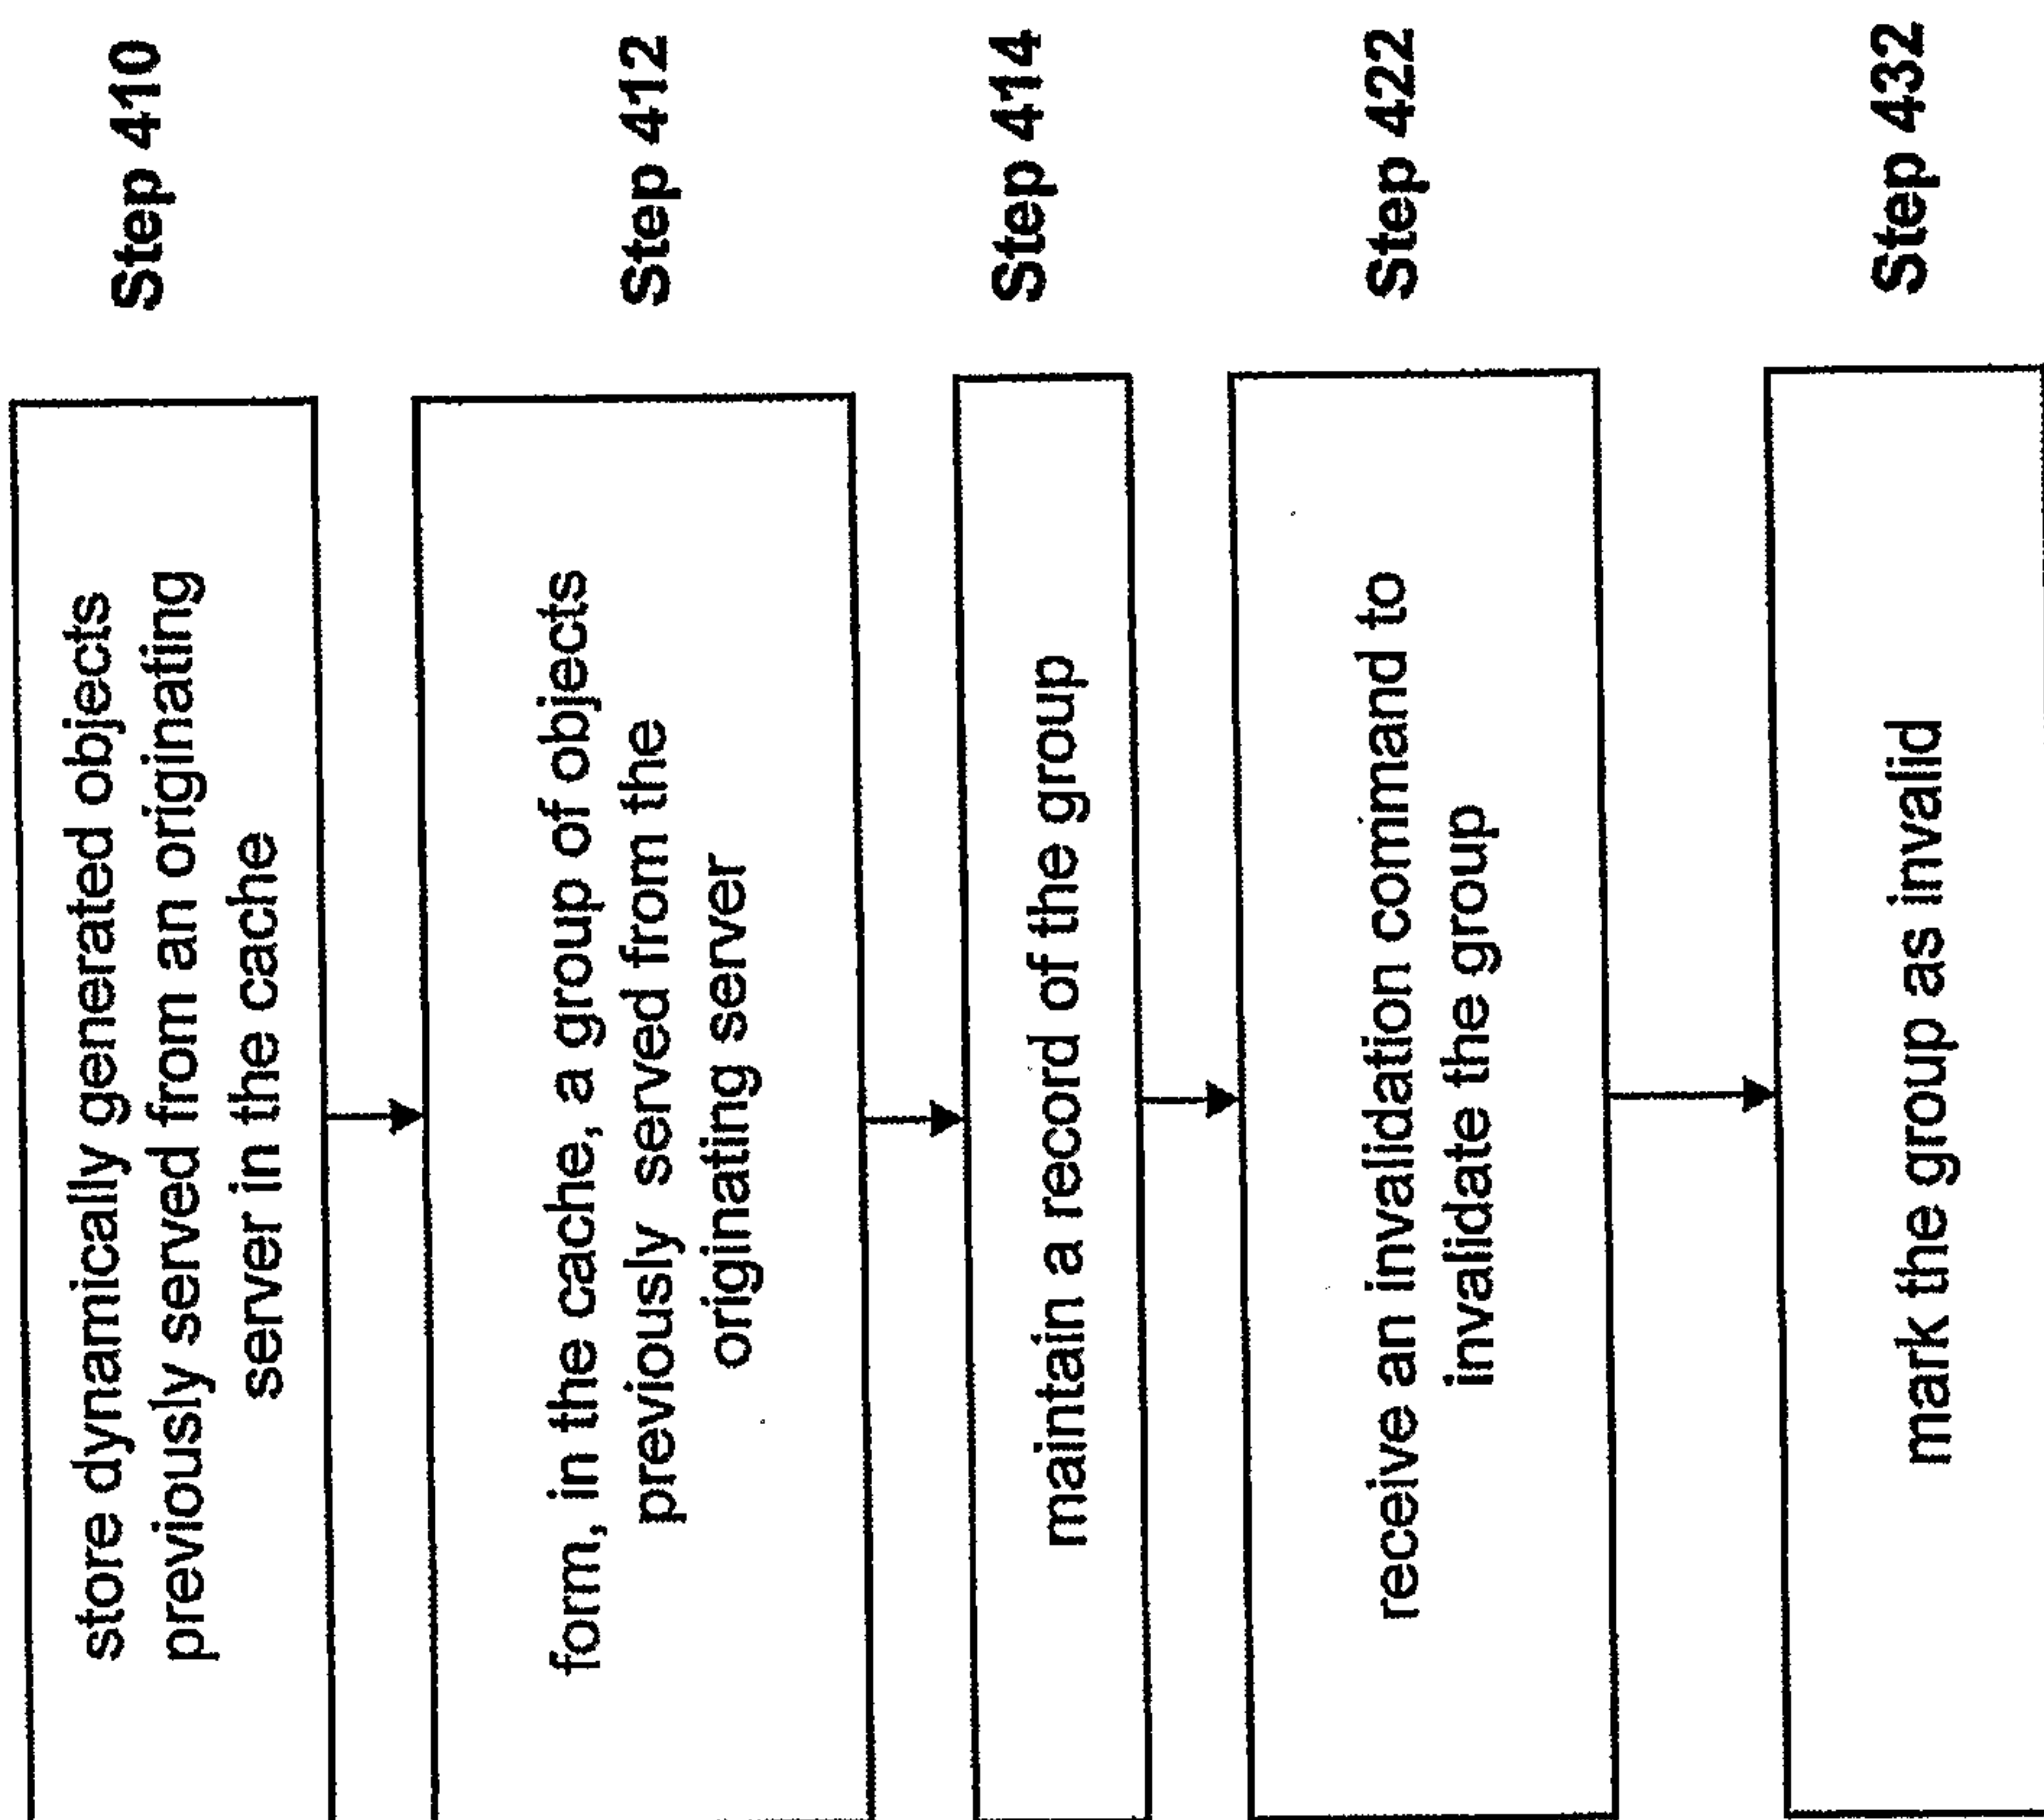 Step 410
store dynamically generated objects
previously served from an originating
server in the cache
Step 412
form, in the cache, a group of objects
previously served from the
originating server
Step 414
maintain a record of the group
Step 422
receive an invalidation command to
invalidate the group
Step 432
mark the group as invalid